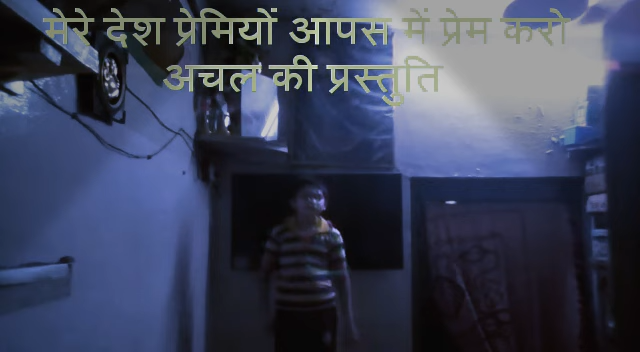 मेरे देश प्रेमियों आपस में प्रेम करो
अचल की प्रस्तुति